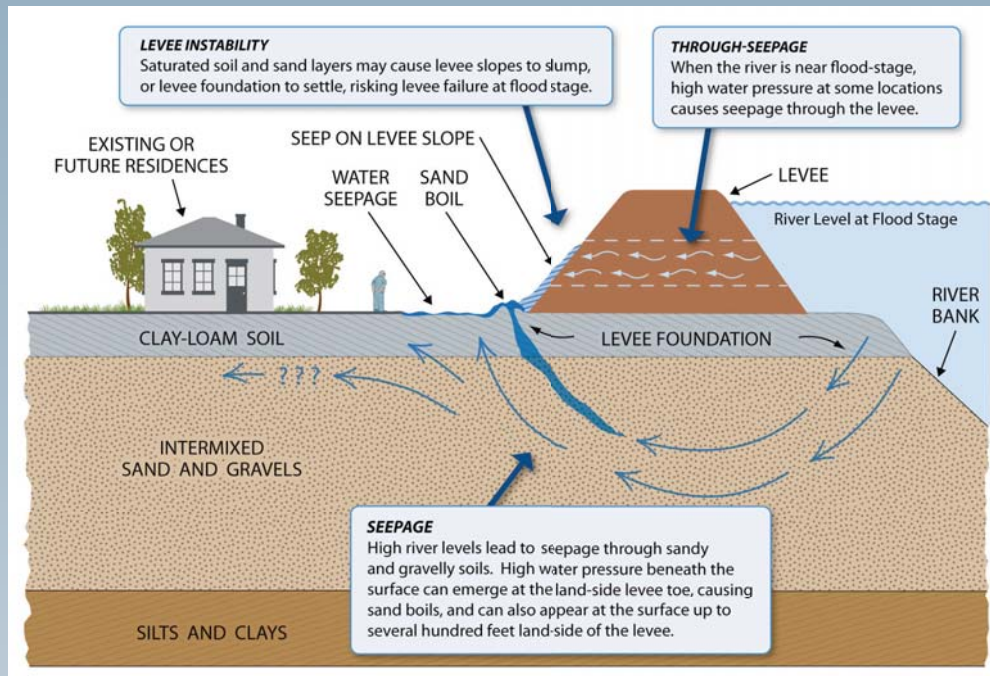 LEVEE INSTABILITY
Saturated soil and sand layers may cause levee slopes to slump,
or levee foundation to settle, risking levee failure at flood stage.
THROUGH-SEEPAGE
When the river is near flood-stage,
high water pressure at some locations
causes seepage through the levee.
EXISTING OR
FUTURE RESIDENCES
SEEP ON LEVEE SLOPE
WATER
SEEPAGE
SAND
BOIL
LEVEE
River Level at Flood Stage
RIVER
BANK
CLAY-LOAM SOIL
LEVEE FOUNDATION
???
INTERMIXED
SAND AND GRAVELS
SEEPAGE
High river levels lead to seepage through sandy
and gravelly soils. High water pressure beneath the
surface can emerge at the land-side levee toe, causing
sand boils, and can also appear at the surface up to
several hundred feet land-side of the levee.
SILTS AND CLAYS